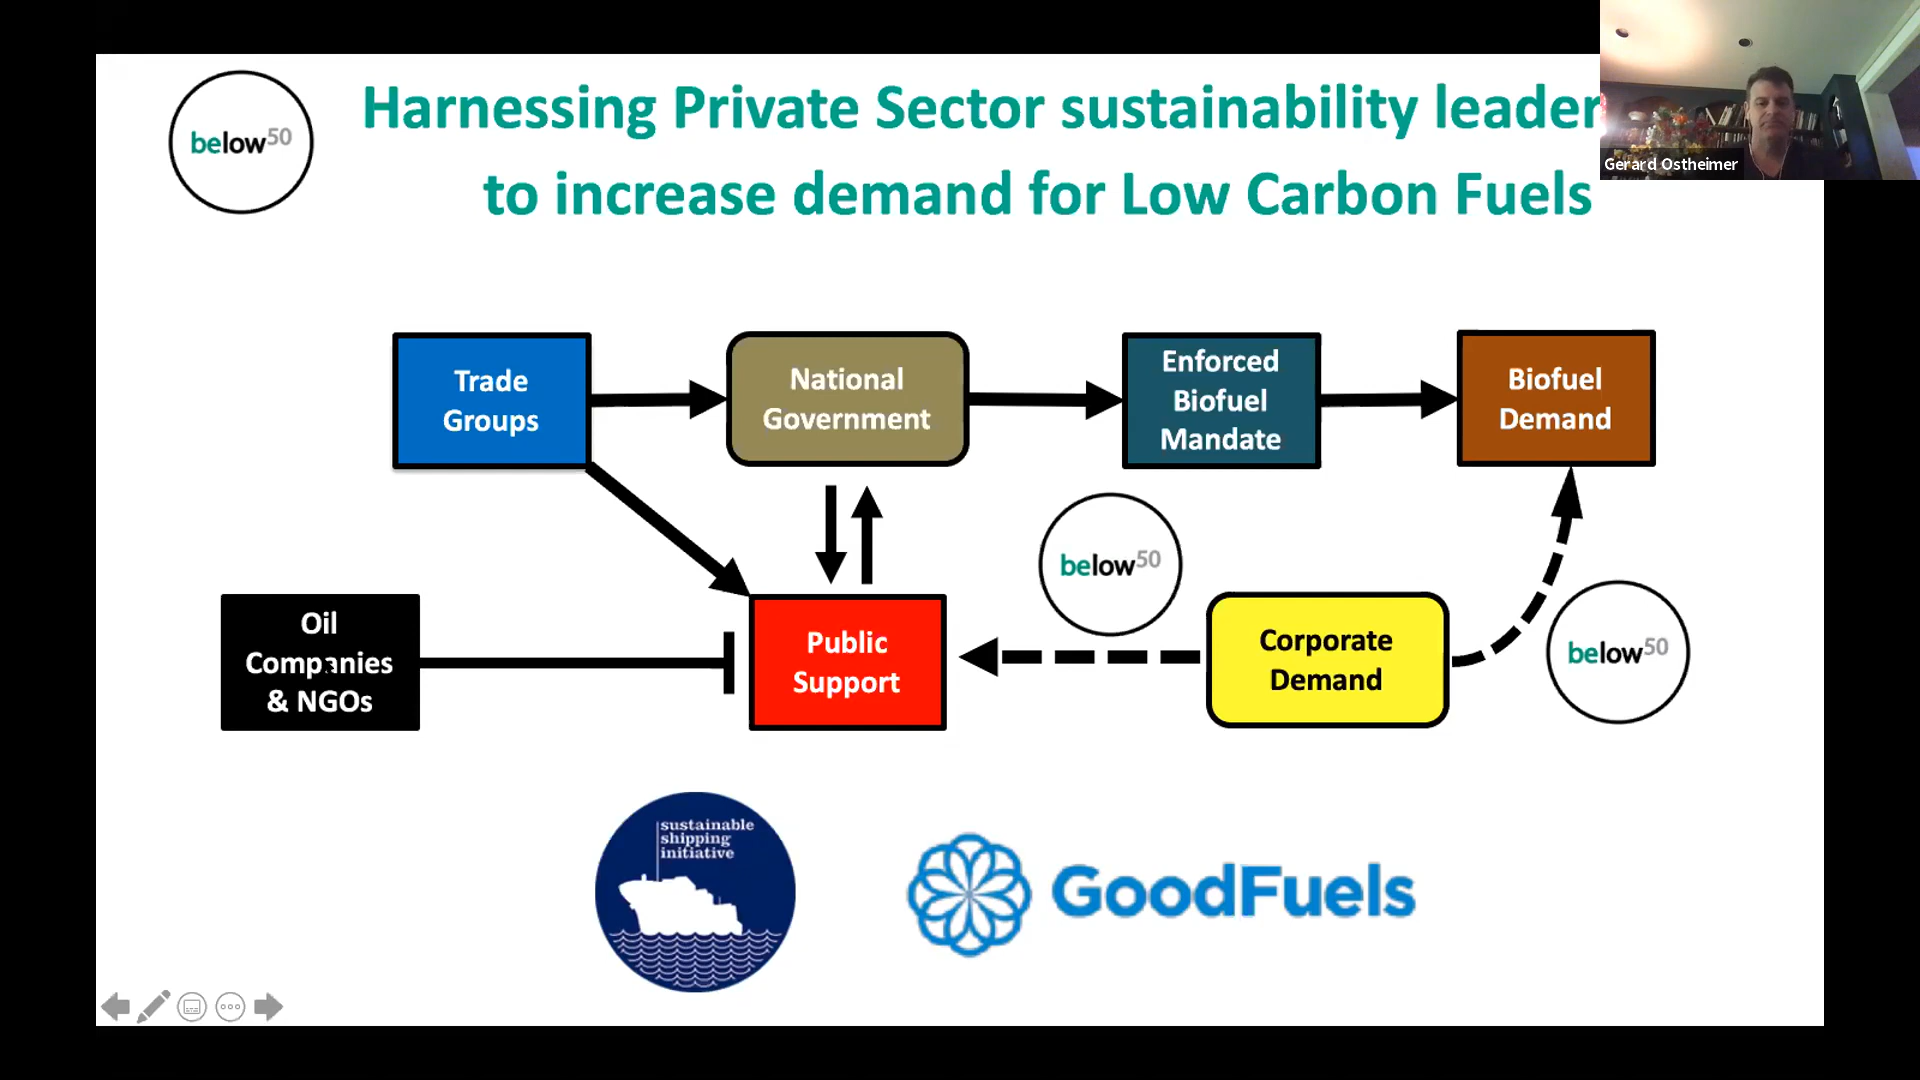 below50
Harnessing Private Sector sustainability leader
to increase demand for Low Carbon Fuels
Gerard Ostheimer
Trade
Groups
National
Government
Enforced
Biofuel
Mandate
Biofuel
Demand
below50
Oil
Companies
& NGOs
Public
Support
Corporate
Demand
below50
sustainable
shipping
initiative
GoodFuels